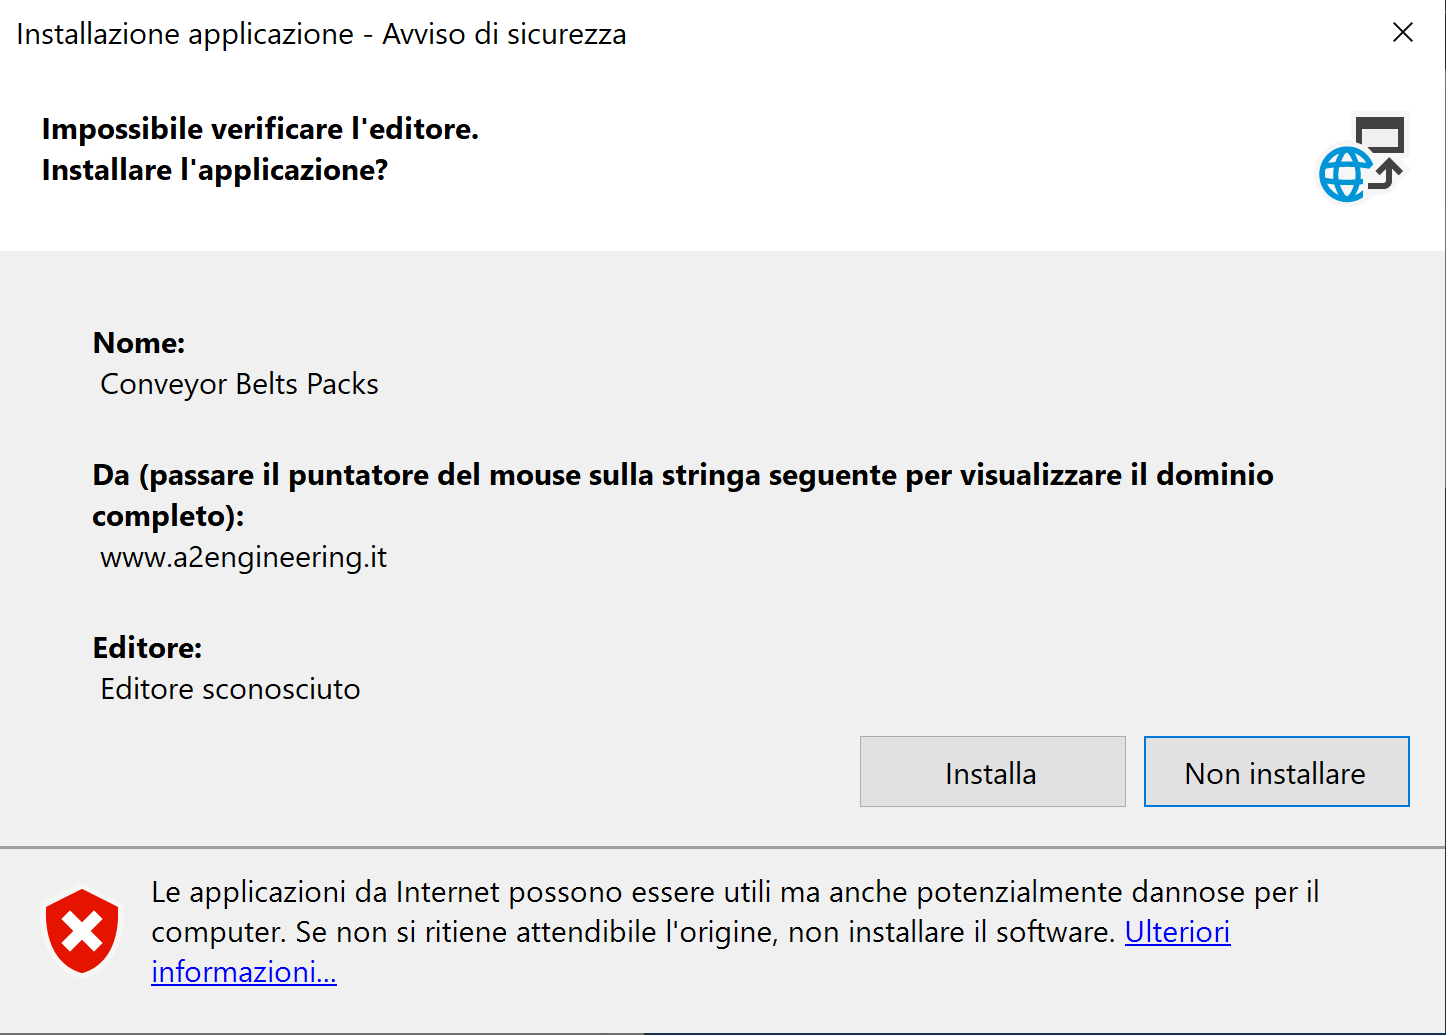 Installazione applicazione - Avviso di sicurezza
Impossibile verificare l'editore.
Installare l'applicazione?
Nome:
Conveyor Belts Packs
Da (passare il puntatore del mouse sulla stringa seguente per visualizzare il dominio
completo):
www.a2engineering.it
Editore:
Editore sconosciuto
Installa
Non installare
Le applicazioni da Internet possono essere utili ma anche potenzialmente dannose per il
computer. Se non si ritiene attendibile l'origine, non installare il software. Ulteriori
informazioni...